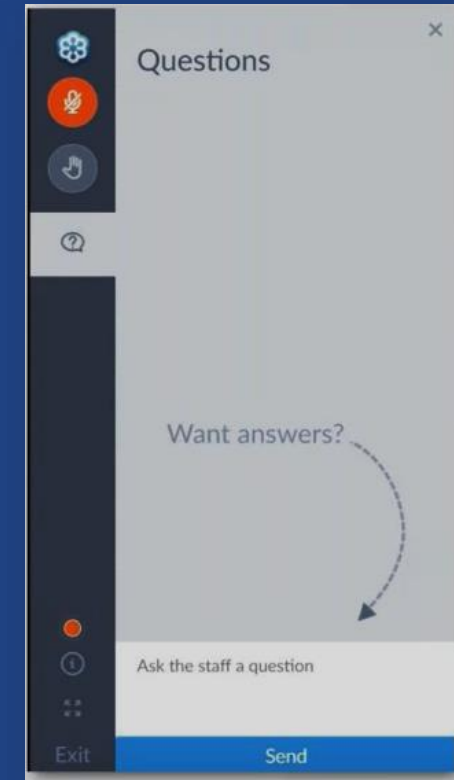 Questions
Want answers?
Ask the staff a question
Exit
Send